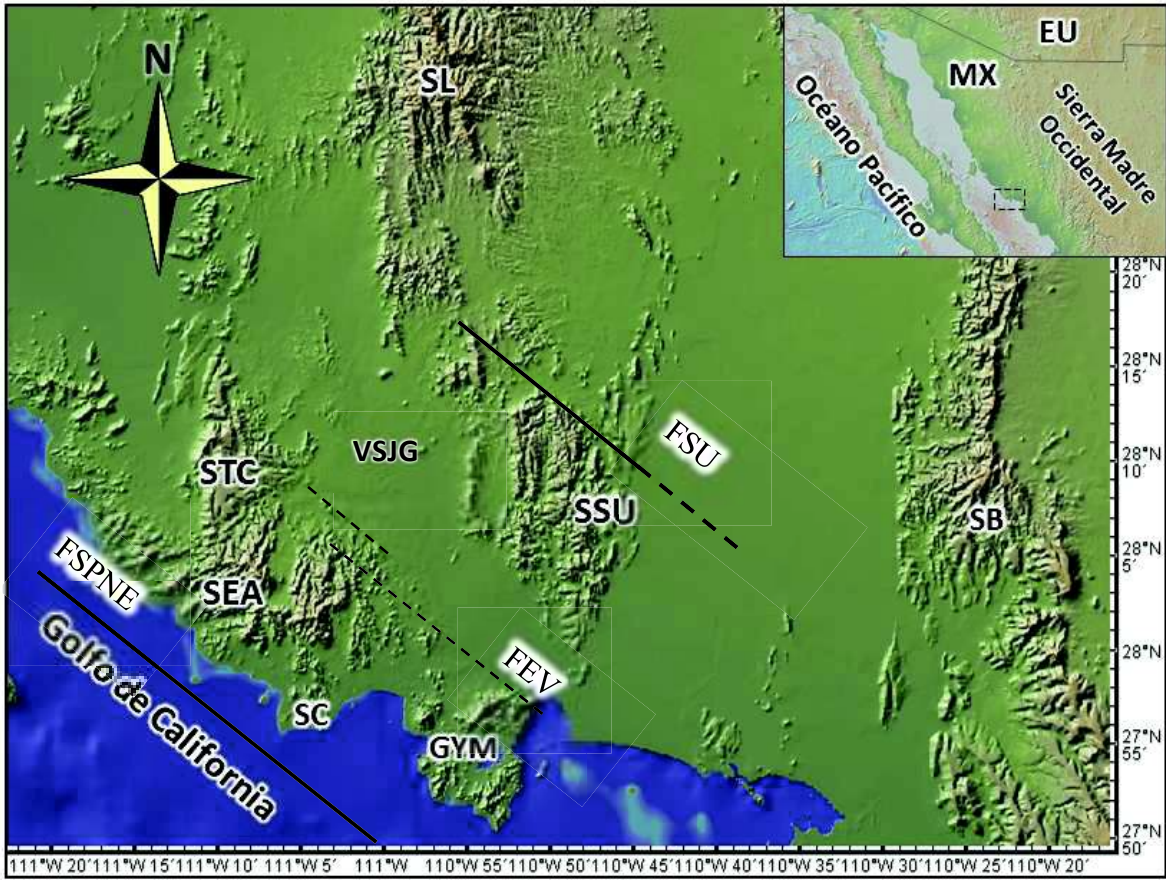 N
SL
EU
MX
Océano Pacífico
Sierra Madre
Occidental
28°N
20´
28°N
15´
28°N
10´
28°N
5´
28°N
27°N
55´
27°N
50´
FSU
VSJG
STC
SSU
SB
FSPNE
SEA
Golfo de California
FEV
SC
GYM
111°W 20´ 111°W 15´ 111°W 10´ 111°W 5´ 111°W 110°W 55´ 110°W 50´ 110°W 45´ 110°W 40´ 110°W 35´ 110°W 30´ 110°W 25´ 110°W 20´